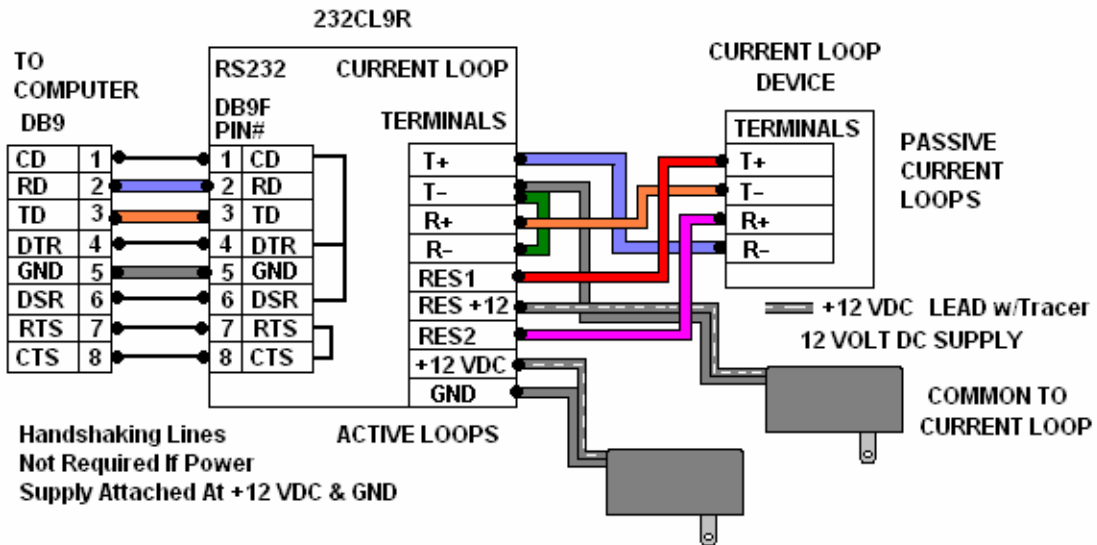 232CL9R
TO
COMPUTER
DB9
CD 1
RD 2
TD 3
DTR 4
GND 5
DSR 6
RTS 7
CTS 8
RS232 CURRENT LOOP
DB9F
PIN#
TERMINALS
1 CD
2 RD
3 TD
4 DTR
5 GND
6 DSR
7 RTS
8 CTS
T+
T-
R+
R-
RES1
RES +12
RES2
+12 VDC
GND
CURRENT LOOP
DEVICE
TERMINALS
T+
T-
R+
R-
PASSIVE
CURRENT
LOOPS
+12 VDC LEAD w/Tracer
12 VOLT DC SUPPLY
COMMON TO
CURRENT LOOP
ACTIVE LOOPS
Handshaking Lines
Not Required If Power
Supply Attached At +12 VDC & GND